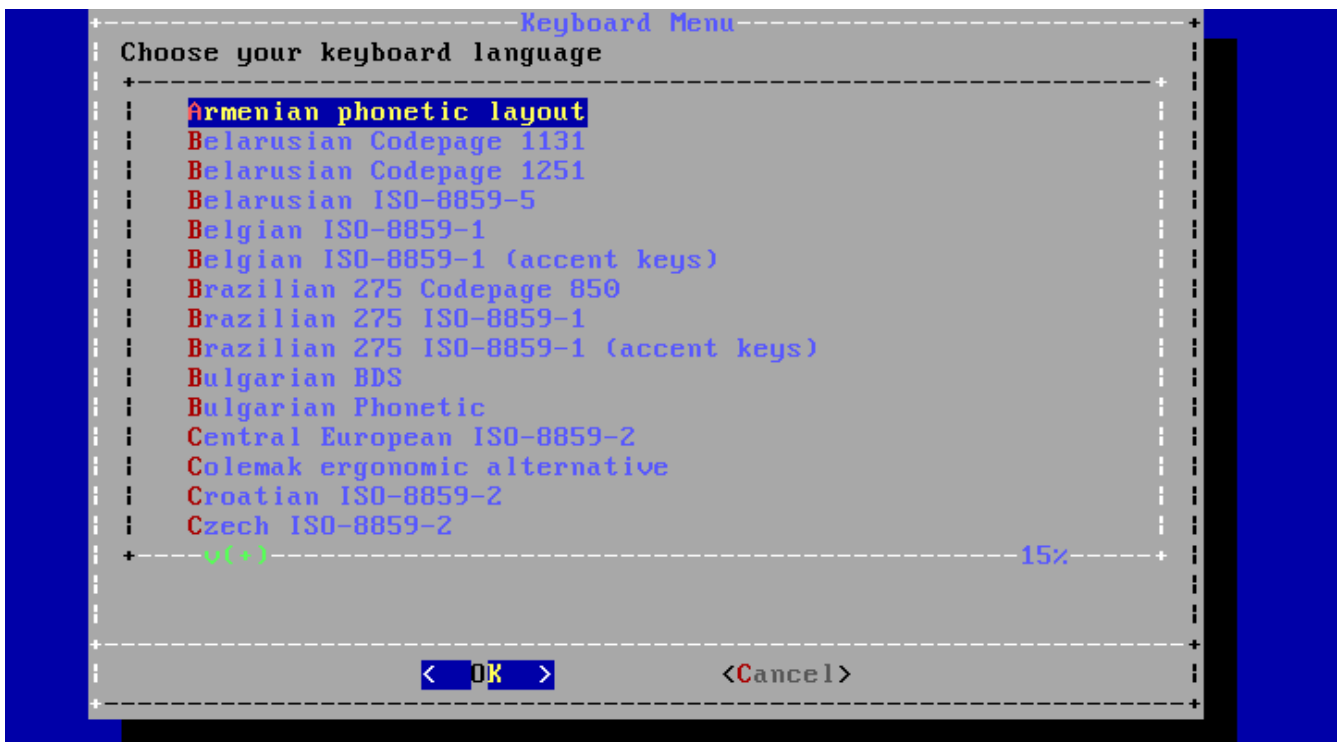 Keyboard Menu
Choose your keyboard language
Armenian phonetic layout
Belarusian Codepage 1131
Belarusian Codepage 1251
Belarusian ISO-8859-5
Belgian ISO-8859-1
Belgian ISO-8859-1 (accent keys)
Brazilian 275 Codepage 850
Brazilian 275 ISO-8859-1
Brazilian 275 ISO-8859-1 (accent keys)
Bulgarian BDS
Bulgarian Phonetic
Central European ISO-8859-2
Colemak ergonomic alternative
Croatian ISO-8859-2
Czech ISO-8859-2
v(+) 15%
< OK > <Cancel>